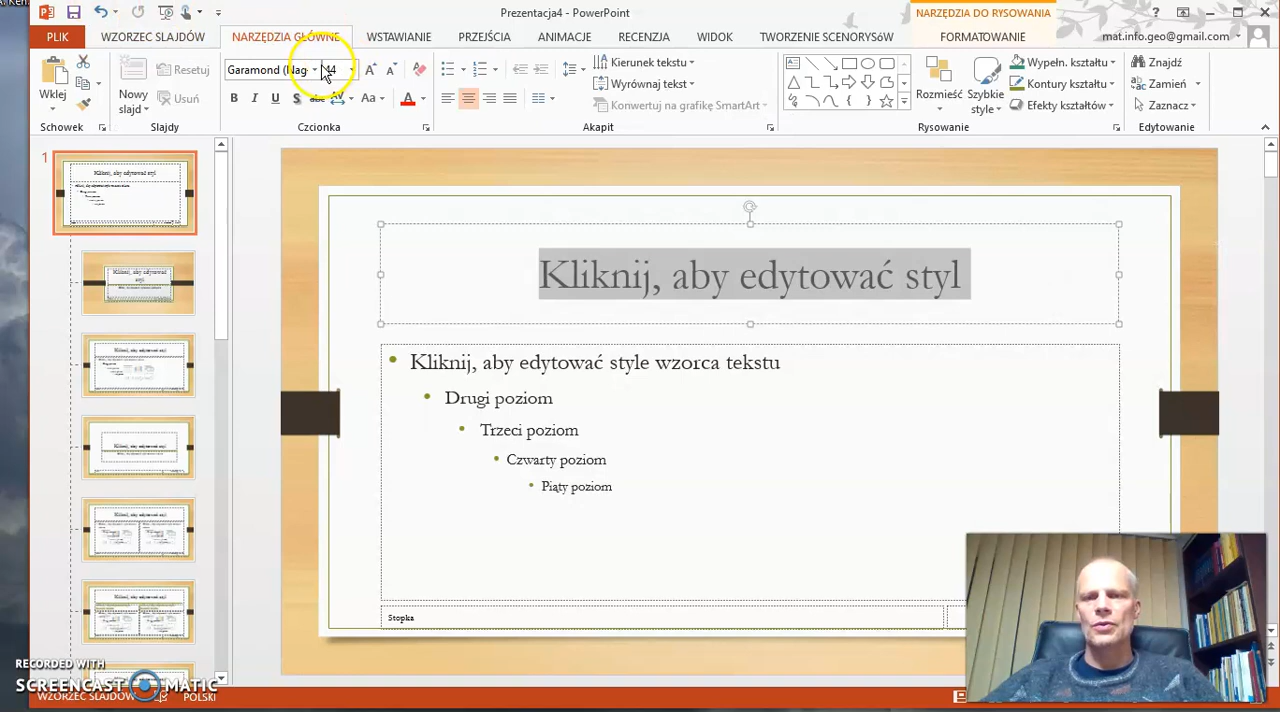 Prezentacja4 - PowerPoint
NARZĘDZIA DO RYSOWANIA
PLIK
WZORZEC SLAJDÓW
NARZĘDZIA GŁÓWNE
WSTAWIANIE
PRZEJŚCIA
ANIMACJE
RECENZJA
WIDOK
TWORZENIE SCENORYSóW
FORMATOWANIE
mat.info.geo@gmail.com
Wklej
Schowek
Nowy slajd
Resetuj
Usuń
Slajdy
Garamond (Nag
44
Czcionka
Kierunek tekstu
Wyrównaj tekst
Konwertuj na grafikę SmartArt
Akapit
Rozmieść
Szybkie style
Wypełn. kształtu
Kontury kształtu
Efekty kształtów
Rysowanie
Znajdź
Zamień
Zaznacz
Edytowanie
1
Kliknij, aby edytować styl
Kliknij, aby edytować style wzorca tekstu
Drugi poziom
Trzeci poziom
Czwarty poziom
Piąty poziom
Stopka
RECORDED WITH
SCREENCAST MATIC
WZORZEC SLAJDÓW
POLSKI